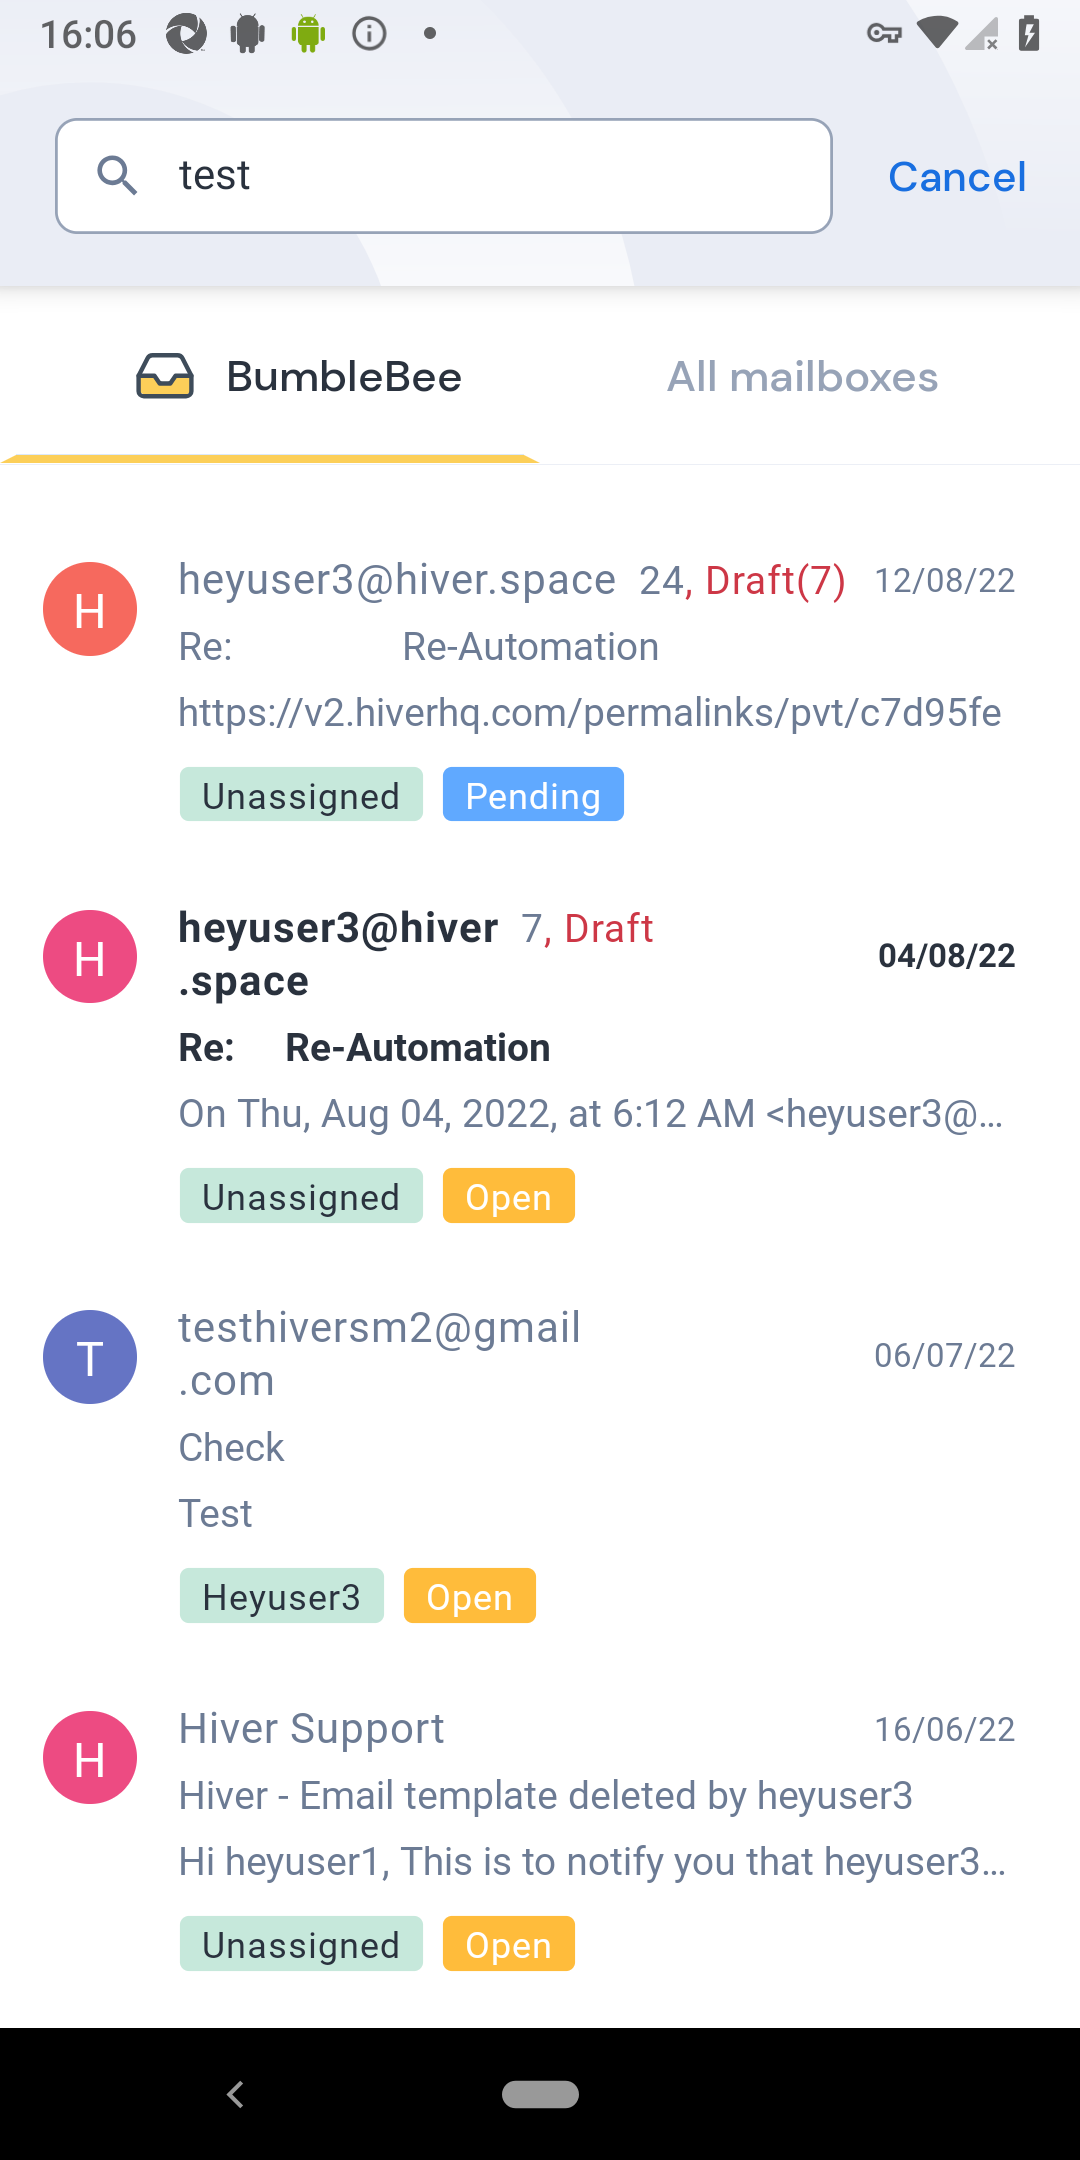 16:06
test
Cancel
BumbleBee
All mailboxes
H
heyuser3@hiver.space 24, Draft(7) 12/08/22
Re: Re-Automation
https://v2.hiverhq.com/permalinks/pvt/c7d95fe
Unassigned Pending
H
heyuser3@hiver 7, Draft
.space
04/08/22
Re: Re-Automation
On Thu, Aug 04, 2022, at 6:12 AM <heyuser3@...
Unassigned Open
T
testhiversm2@gmail
.com
06/07/22
Check
Test
Heyuser3 Open
H
Hiver Support 16/06/22
Hiver - Email template deleted by heyuser3
Hi heyuser1, This is to notify you that heyuser3...
Unassigned Open